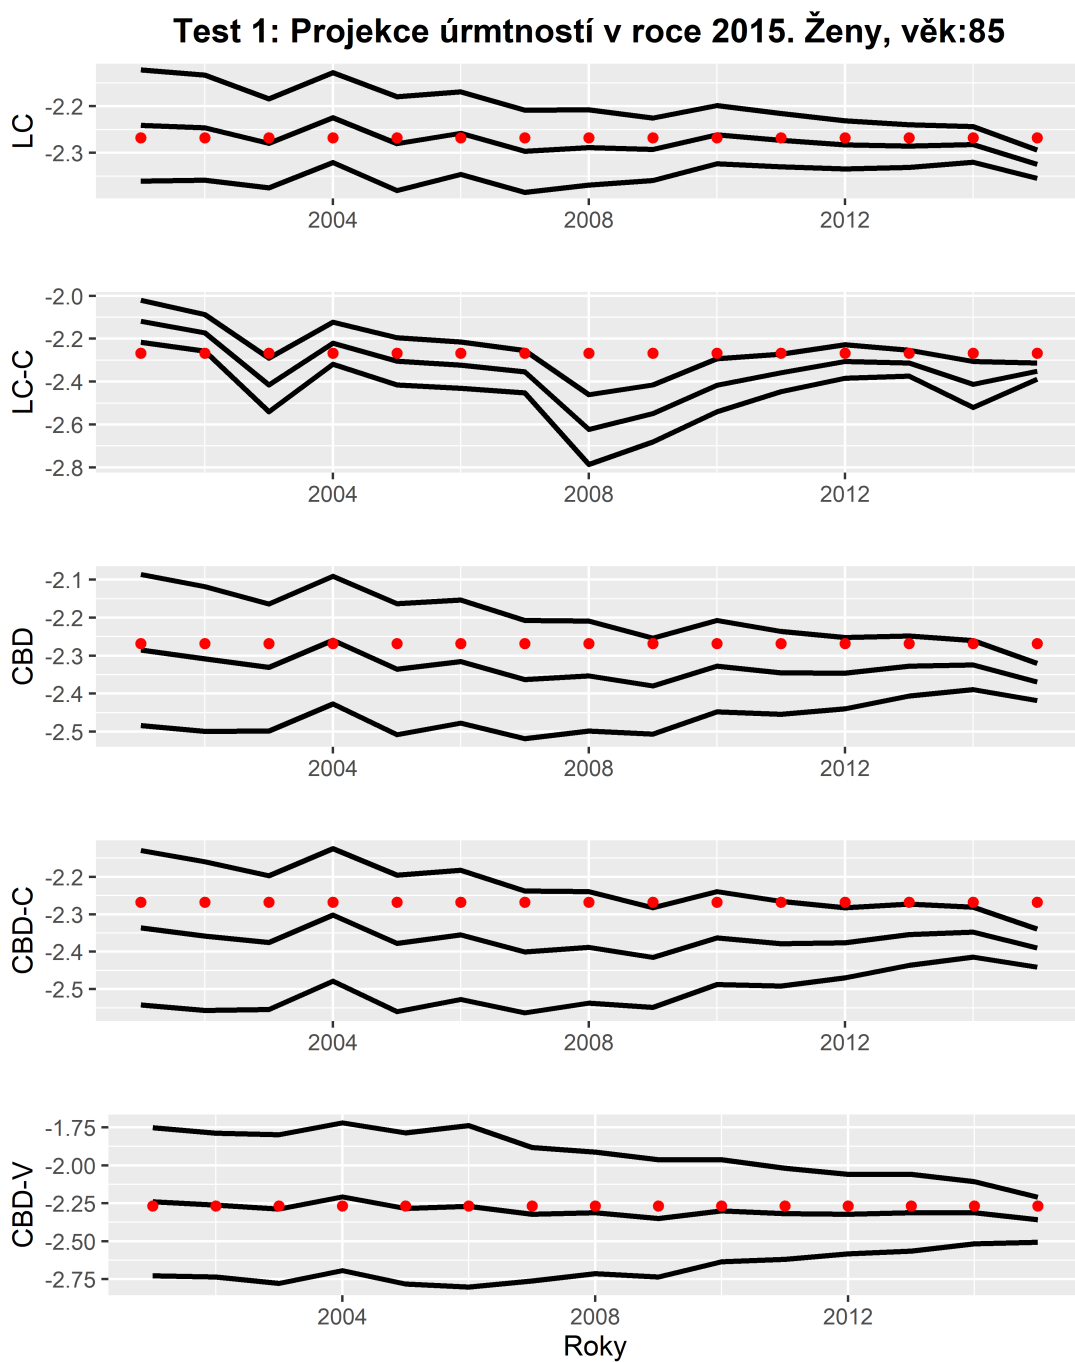 Test 1: Projekce úrmtností v roce 2015. Ženy, věk:85
LC
-2.2
-2.3
2004 2008 2012
LC-C
-2.0
-2.2
-2.4
-2.6
-2.8
2004 2008 2012
CBD
-2.1
-2.2
-2.3
-2.4
-2.5
2004 2008 2012
CBD-C
-2.2
-2.3
-2.4
-2.5
2004 2008 2012
CBD-V
-1.75
-2.00
-2.25
-2.50
-2.75
2004 2008 2012
Roky